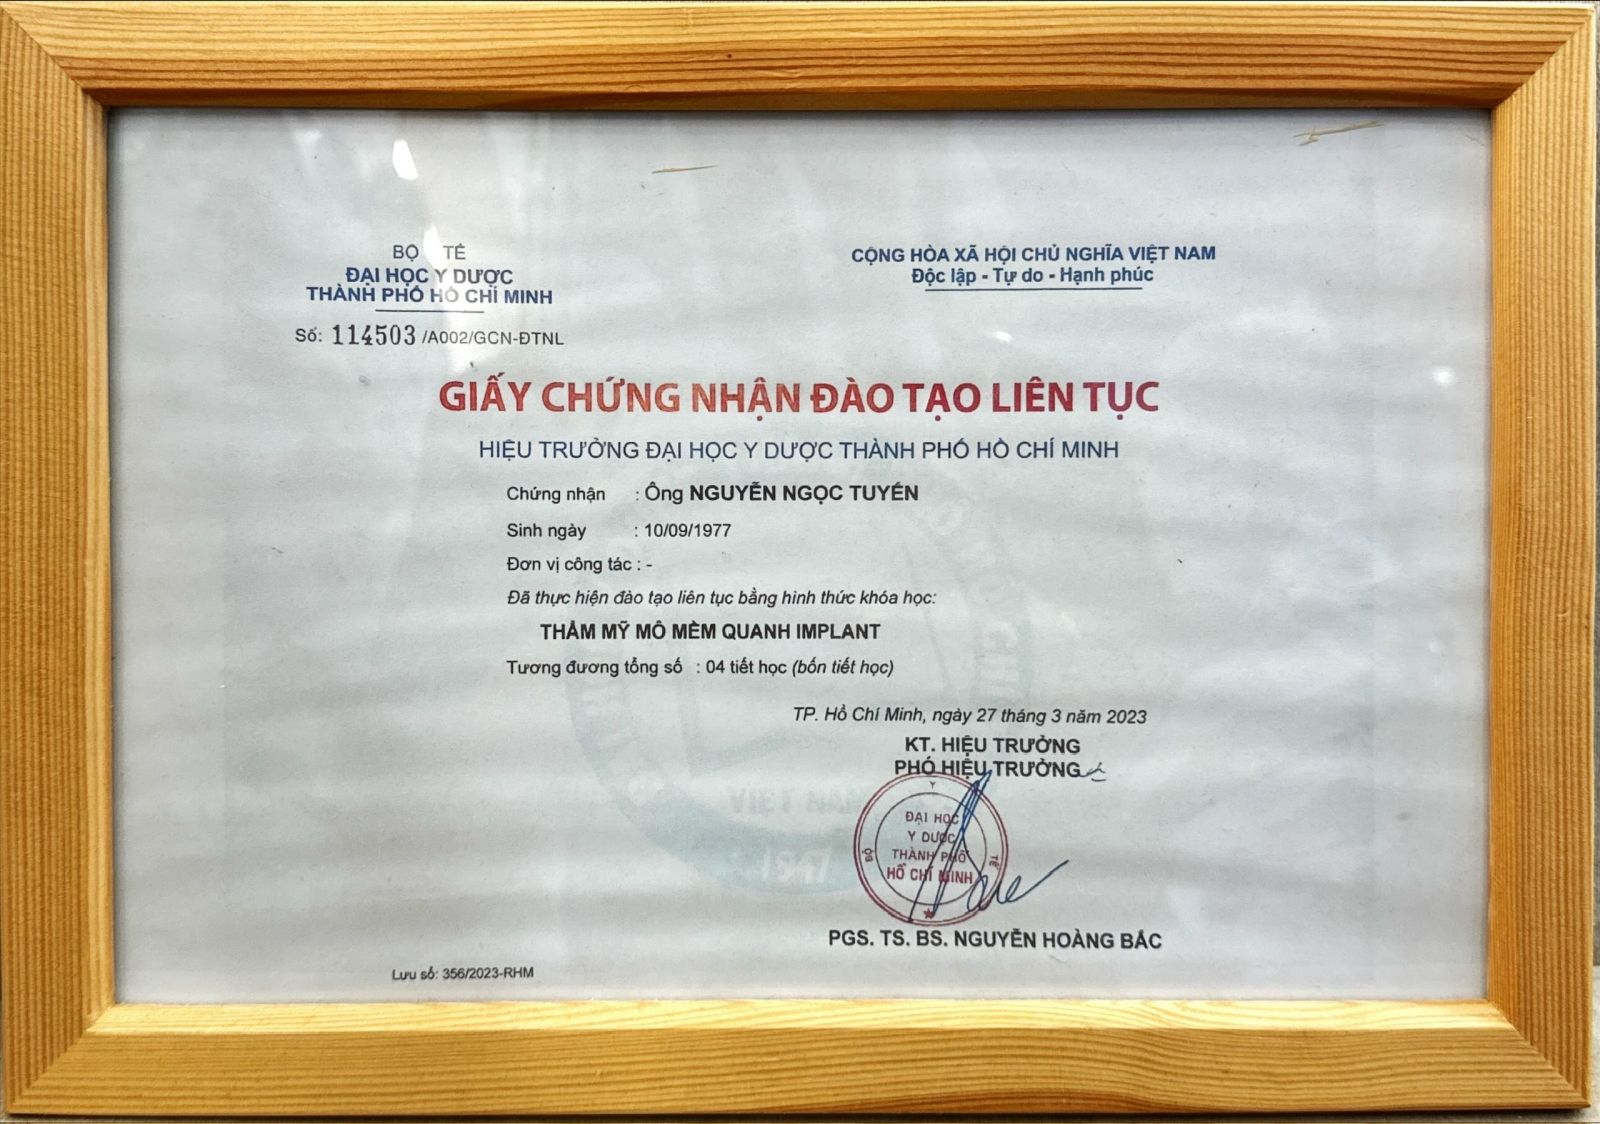 BỘ Y TẾ
ĐẠI HỌC Y DƯỢC
THÀNH PHỐ HỒ CHÍ MINH
Số: 114503 /A002/GCN-ĐTNL
CỘNG HÒA XÃ HỘI CHỦ NGHĨA VIỆT NAM
Độc lập - Tự do - Hạnh phúc
GIẤY CHỨNG NHẬN ĐÀO TẠO LIÊN TỤC
HIỆU TRƯỞNG ĐẠI HỌC Y DƯỢC THÀNH PHỐ HỒ CHÍ MINH
Chứng nhận : Ông NGUYỄN NGỌC TUYẾN
Sinh ngày : 10/09/1977
Đơn vị công tác : -
Đã thực hiện đào tạo liên tục bằng hình thức khóa học:
THẨM MỸ MÔ MỀM QUANH IMPLANT
Tương đương tổng số : 04 tiết học (bốn tiết học)
TP. Hồ Chí Minh, ngày 27 tháng 3 năm 2023
KT. HIỆU TRƯỞNG
PHÓ HIỆU TRƯỞNG
BỘ Y TẾ
ĐẠI HỌC
Y DƯỢC
THÀNH PHỐ
HỒ CHÍ MINH
PGS. TS. BS. NGUYỄN HOÀNG BẮC
Lưu số: 356/2023-RHM